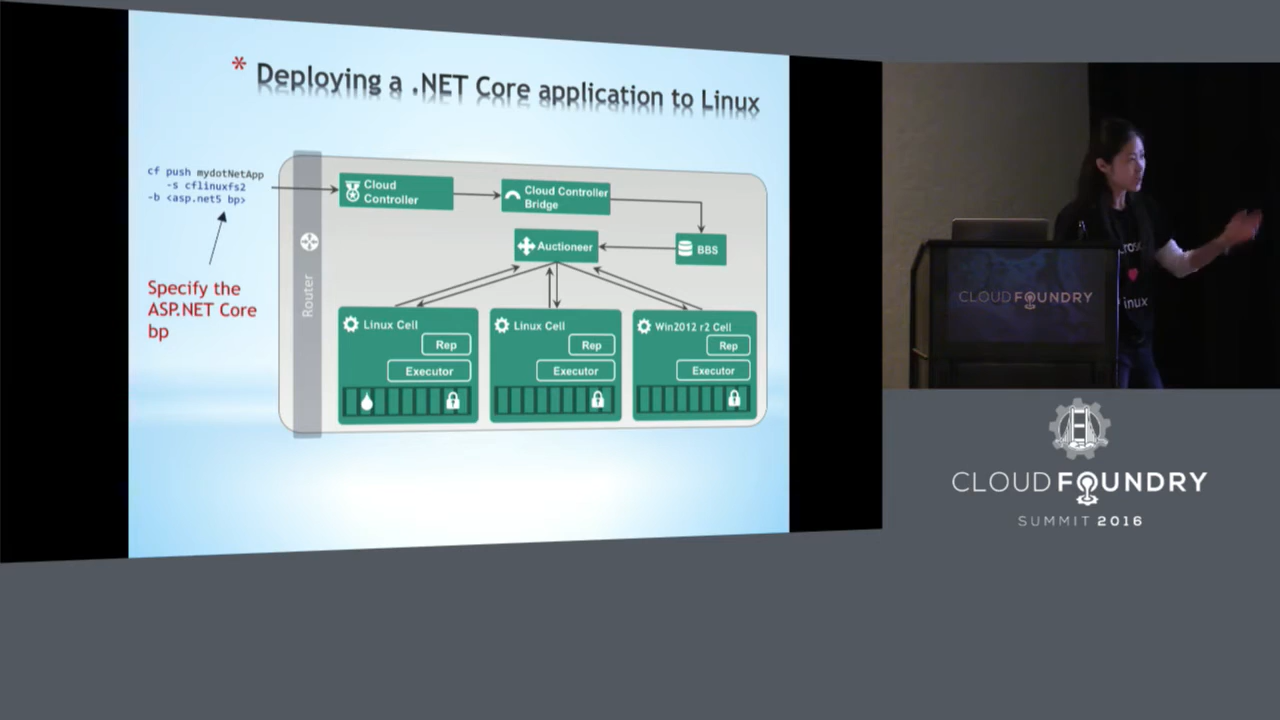 * Deploying a .NET Core application to Linux
cf push mydotNetApp
-s cflinuxfs2
-b <asp.net5 bp>
Specify the
ASP.NET Core
bp
Router
Cloud
Controller
Cloud Controller
Bridge
Auctioneer
BBS
Linux Cell
Rep
Executor
Linux Cell
Rep
Executor
Win2012 r2 Cell
Rep
Executor
inux
CLOUD FOUNDRY
CLOUD FOUNDRY
SUMMIT 2016